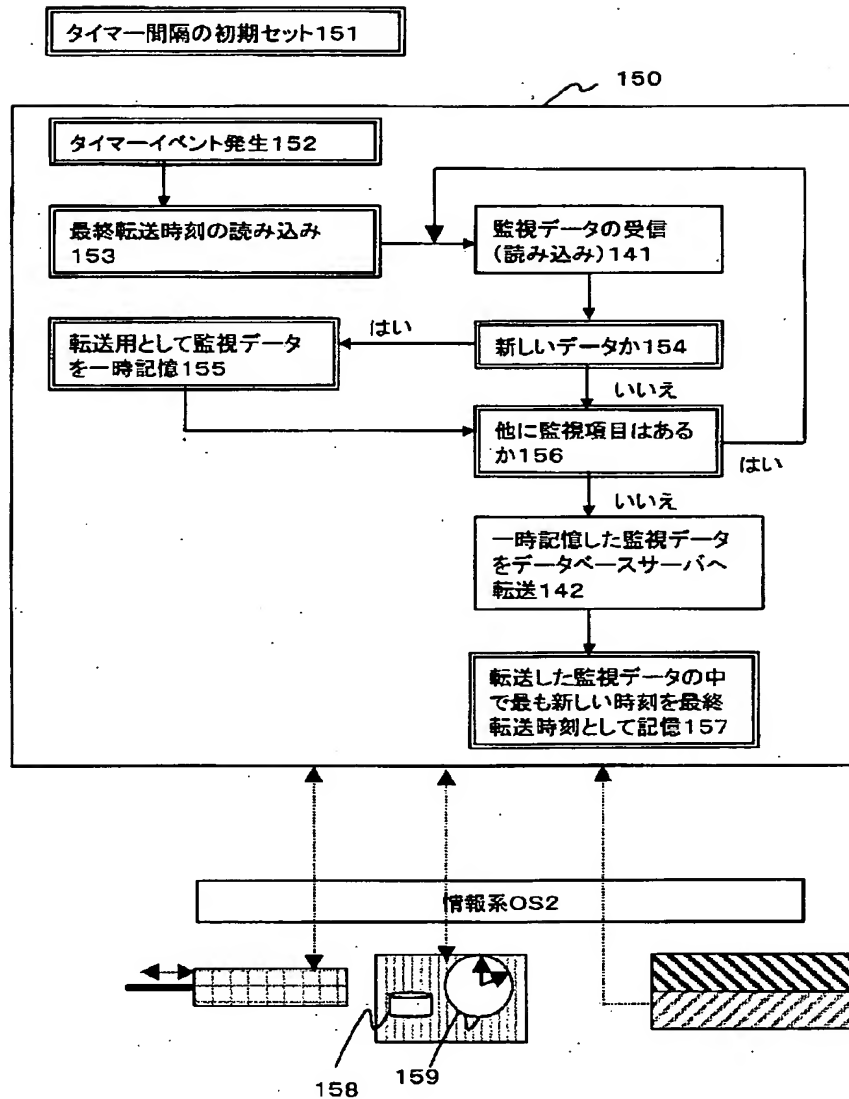 タイマー間隔の初期セット151
150
タイマーイベント発生152
最終転送時刻の読み込み
153
監視データの受信
(読み込み)141
はい
転送用として監視データ
を一時記憶155
新しいデータか154
いいえ
他に監視項目はある
か156
はい
いいえ
一時記憶した監視データ
をデータベースサーバへ
転送142
転送した監視データの中
で最も新しい時刻を最終
転送時刻として記憶157
情報系OS2
158
159